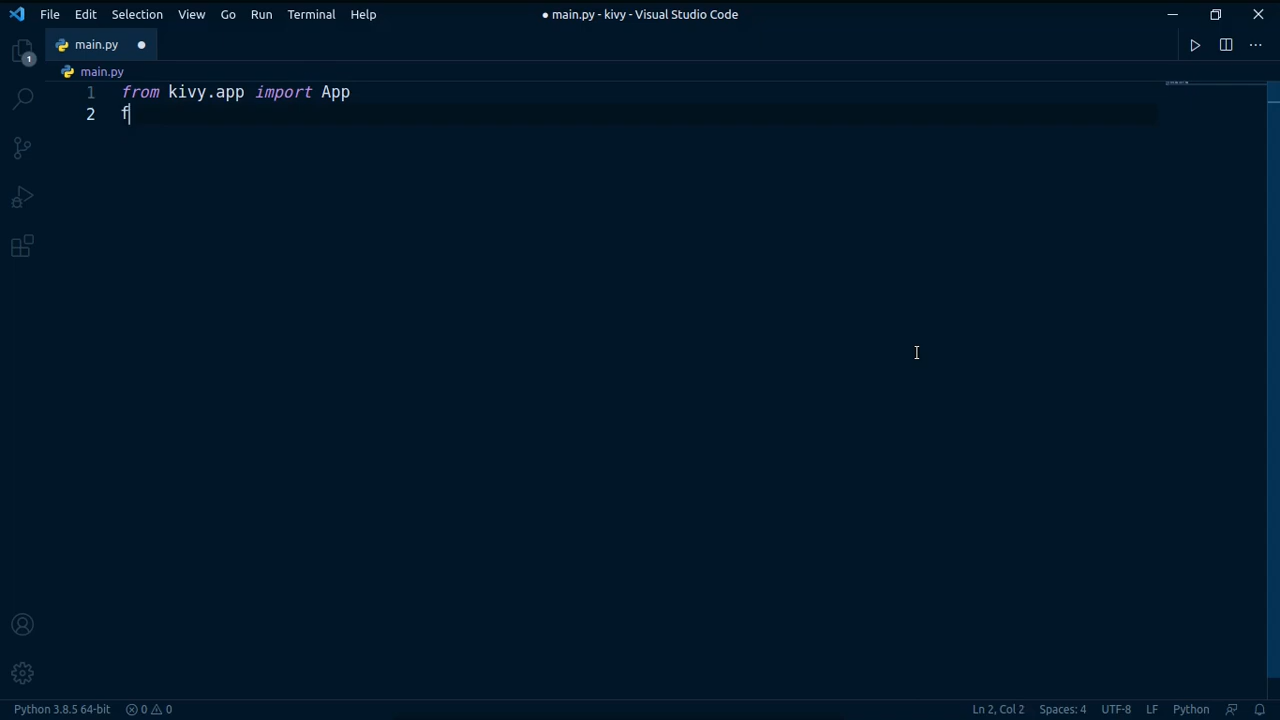 File Edit Selection View Go Run Terminal Help ● main.py - kivy - Visual Studio Code
main.py ●
1
main.py
1 from kivy.app import App
2 f
Python 3.8.5 64-bit 0 0 Ln 2, Col 2 Spaces: 4 UTF-8 LF Python